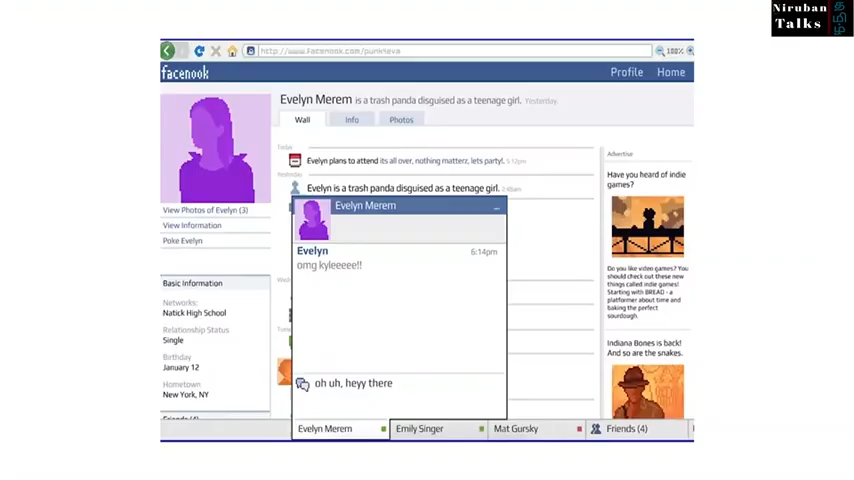 Niruban
Talks
தமிழ்
http://www.facenook.com/punk4eva
100%
facenook
Profile Home
Evelyn Merem is a trash panda disguised as a teenage girl. Yesterday.
Wall Info Photos
Today
Evelyn plans to attend its all over, nothing matterz, lets party!. 5:12pm
Yesterday
Evelyn is a trash panda disguised as a teenage girl. 2:48am
View Photos of Evelyn (3)
View Information
Poke Evelyn
Basic Information
Networks:
Natick High School
Relationship Status
Single
Birthday
January 12
Hometown
New York, NY
Friends (4)
Evelyn Merem
Evelyn 6:14pm
omg kyleeeee!!
oh uh, heyy there
Advertise
Have you heard of indie
games?
Do you like video games? You
should check out these new
things called indie games!
Starting with BREAD - a
platformer about time and
baking the perfect
sourdough.
Indiana Bones is back!
And so are the snakes.
Evelyn Merem Emily Singer Mat Gursky Friends (4)